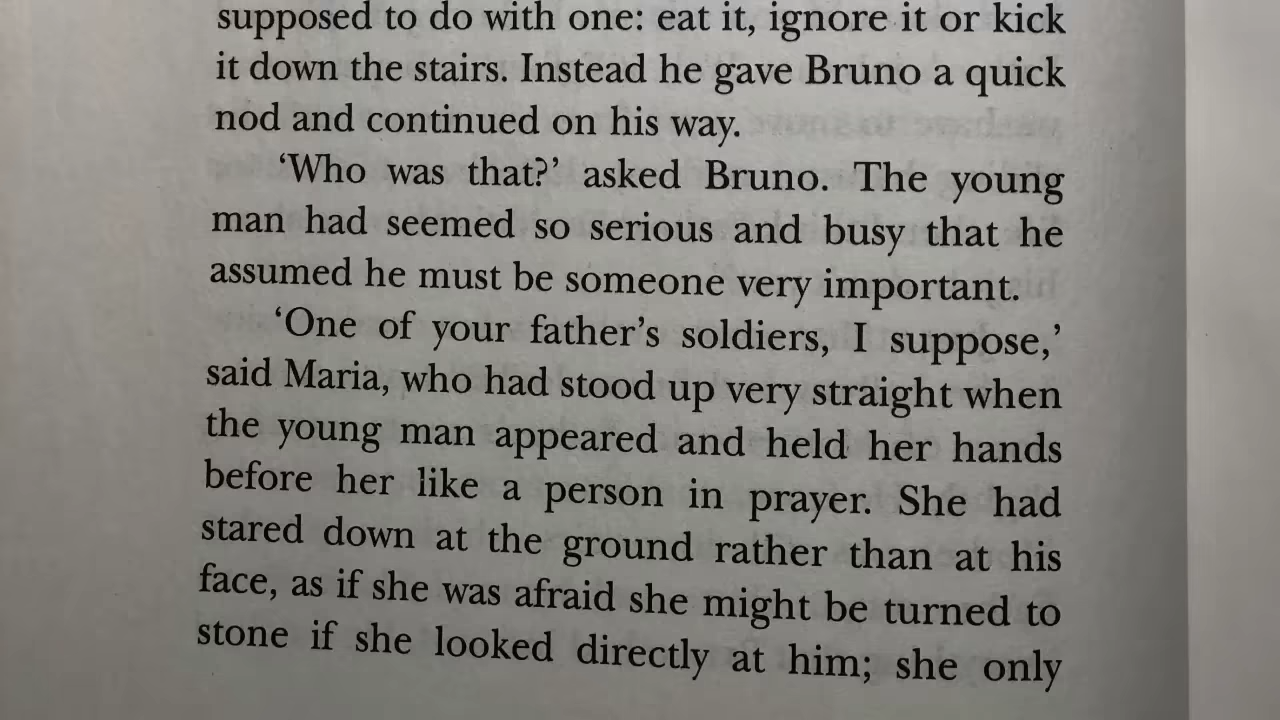 supposed to do with one: eat it, ignore it or kick
it down the stairs. Instead he gave Bruno a quick
nod and continued on his way.
‘Who was that?’ asked Bruno. The young
man had seemed so serious and busy that he
assumed he must be someone very important.
‘One of your father’s soldiers, I suppose,’
said Maria, who had stood up very straight when
the young man appeared and held her hands
before her like a person in prayer. She had
stared down at the ground rather than at his
face, as if she was afraid she might be turned to
stone if she looked directly at him; she only